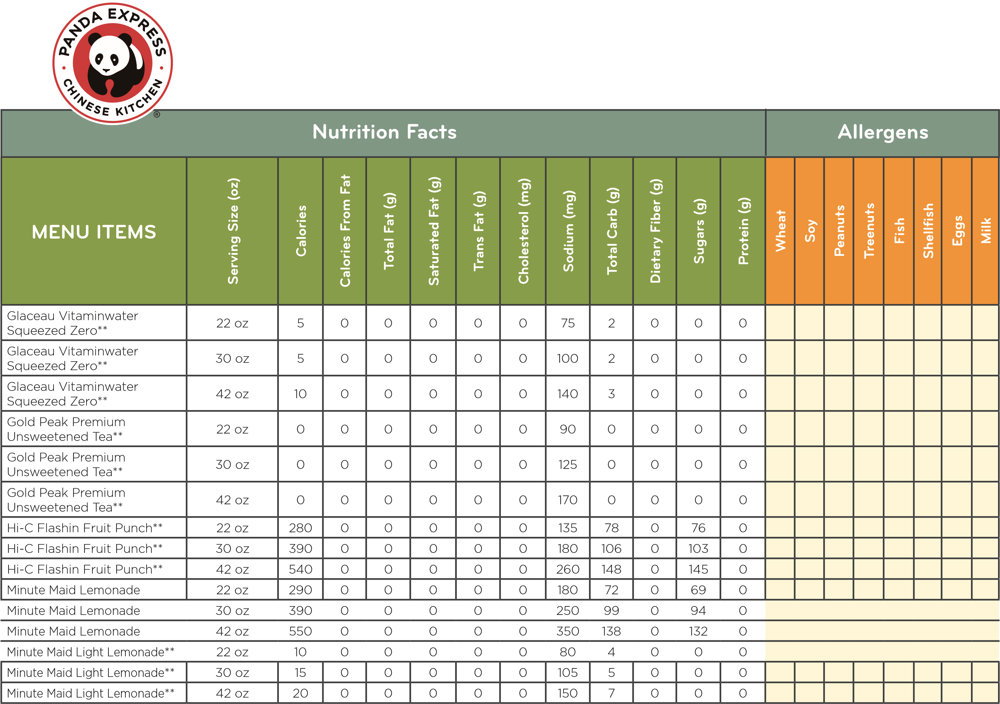 PANDA EXPRESS
CHINESE KITCHEN
®
Nutrition Facts Allergens
MENU ITEMS Serving Size (oz) Calories Calories From Fat Total Fat (g) Saturated Fat (g) Trans Fat (g) Cholesterol (mg) Sodium (mg) Total Carb (g) Dietary Fiber (g) Sugars (g) Protein (g) Wheat Soy Peanuts Treenuts Fish Shellfish Eggs Milk
Glaceau Vitaminwater
Squeezed Zero** 22 oz 5 0 0 0 0 0 75 2 0 0 0
Glaceau Vitaminwater
Squeezed Zero** 30 oz 5 0 0 0 0 0 100 2 0 0 0
Glaceau Vitaminwater
Squeezed Zero** 42 oz 10 0 0 0 0 0 140 3 0 0 0
Gold Peak Premium
Unsweetened Tea** 22 oz 0 0 0 0 0 0 90 0 0 0 0
Gold Peak Premium
Unsweetened Tea** 30 oz 0 0 0 0 0 0 125 0 0 0 0
Gold Peak Premium
Unsweetened Tea** 42 oz 0 0 0 0 0 0 170 0 0 0 0
Hi-C Flashin Fruit Punch** 22 oz 280 0 0 0 0 0 135 78 0 76 0
Hi-C Flashin Fruit Punch** 30 oz 390 0 0 0 0 0 180 106 0 103 0
Hi-C Flashin Fruit Punch** 42 oz 540 0 0 0 0 0 260 148 0 145 0
Minute Maid Lemonade 22 oz 290 0 0 0 0 0 180 72 0 69 0
Minute Maid Lemonade 30 oz 390 0 0 0 0 0 250 99 0 94 0
Minute Maid Lemonade 42 oz 550 0 0 0 0 0 350 138 0 132 0
Minute Maid Light Lemonade** 22 oz 10 0 0 0 0 0 80 4 0 0 0
Minute Maid Light Lemonade** 30 oz 15 0 0 0 0 0 105 5 0 0 0
Minute Maid Light Lemonade** 42 oz 20 0 0 0 0 0 150 7 0 0 0